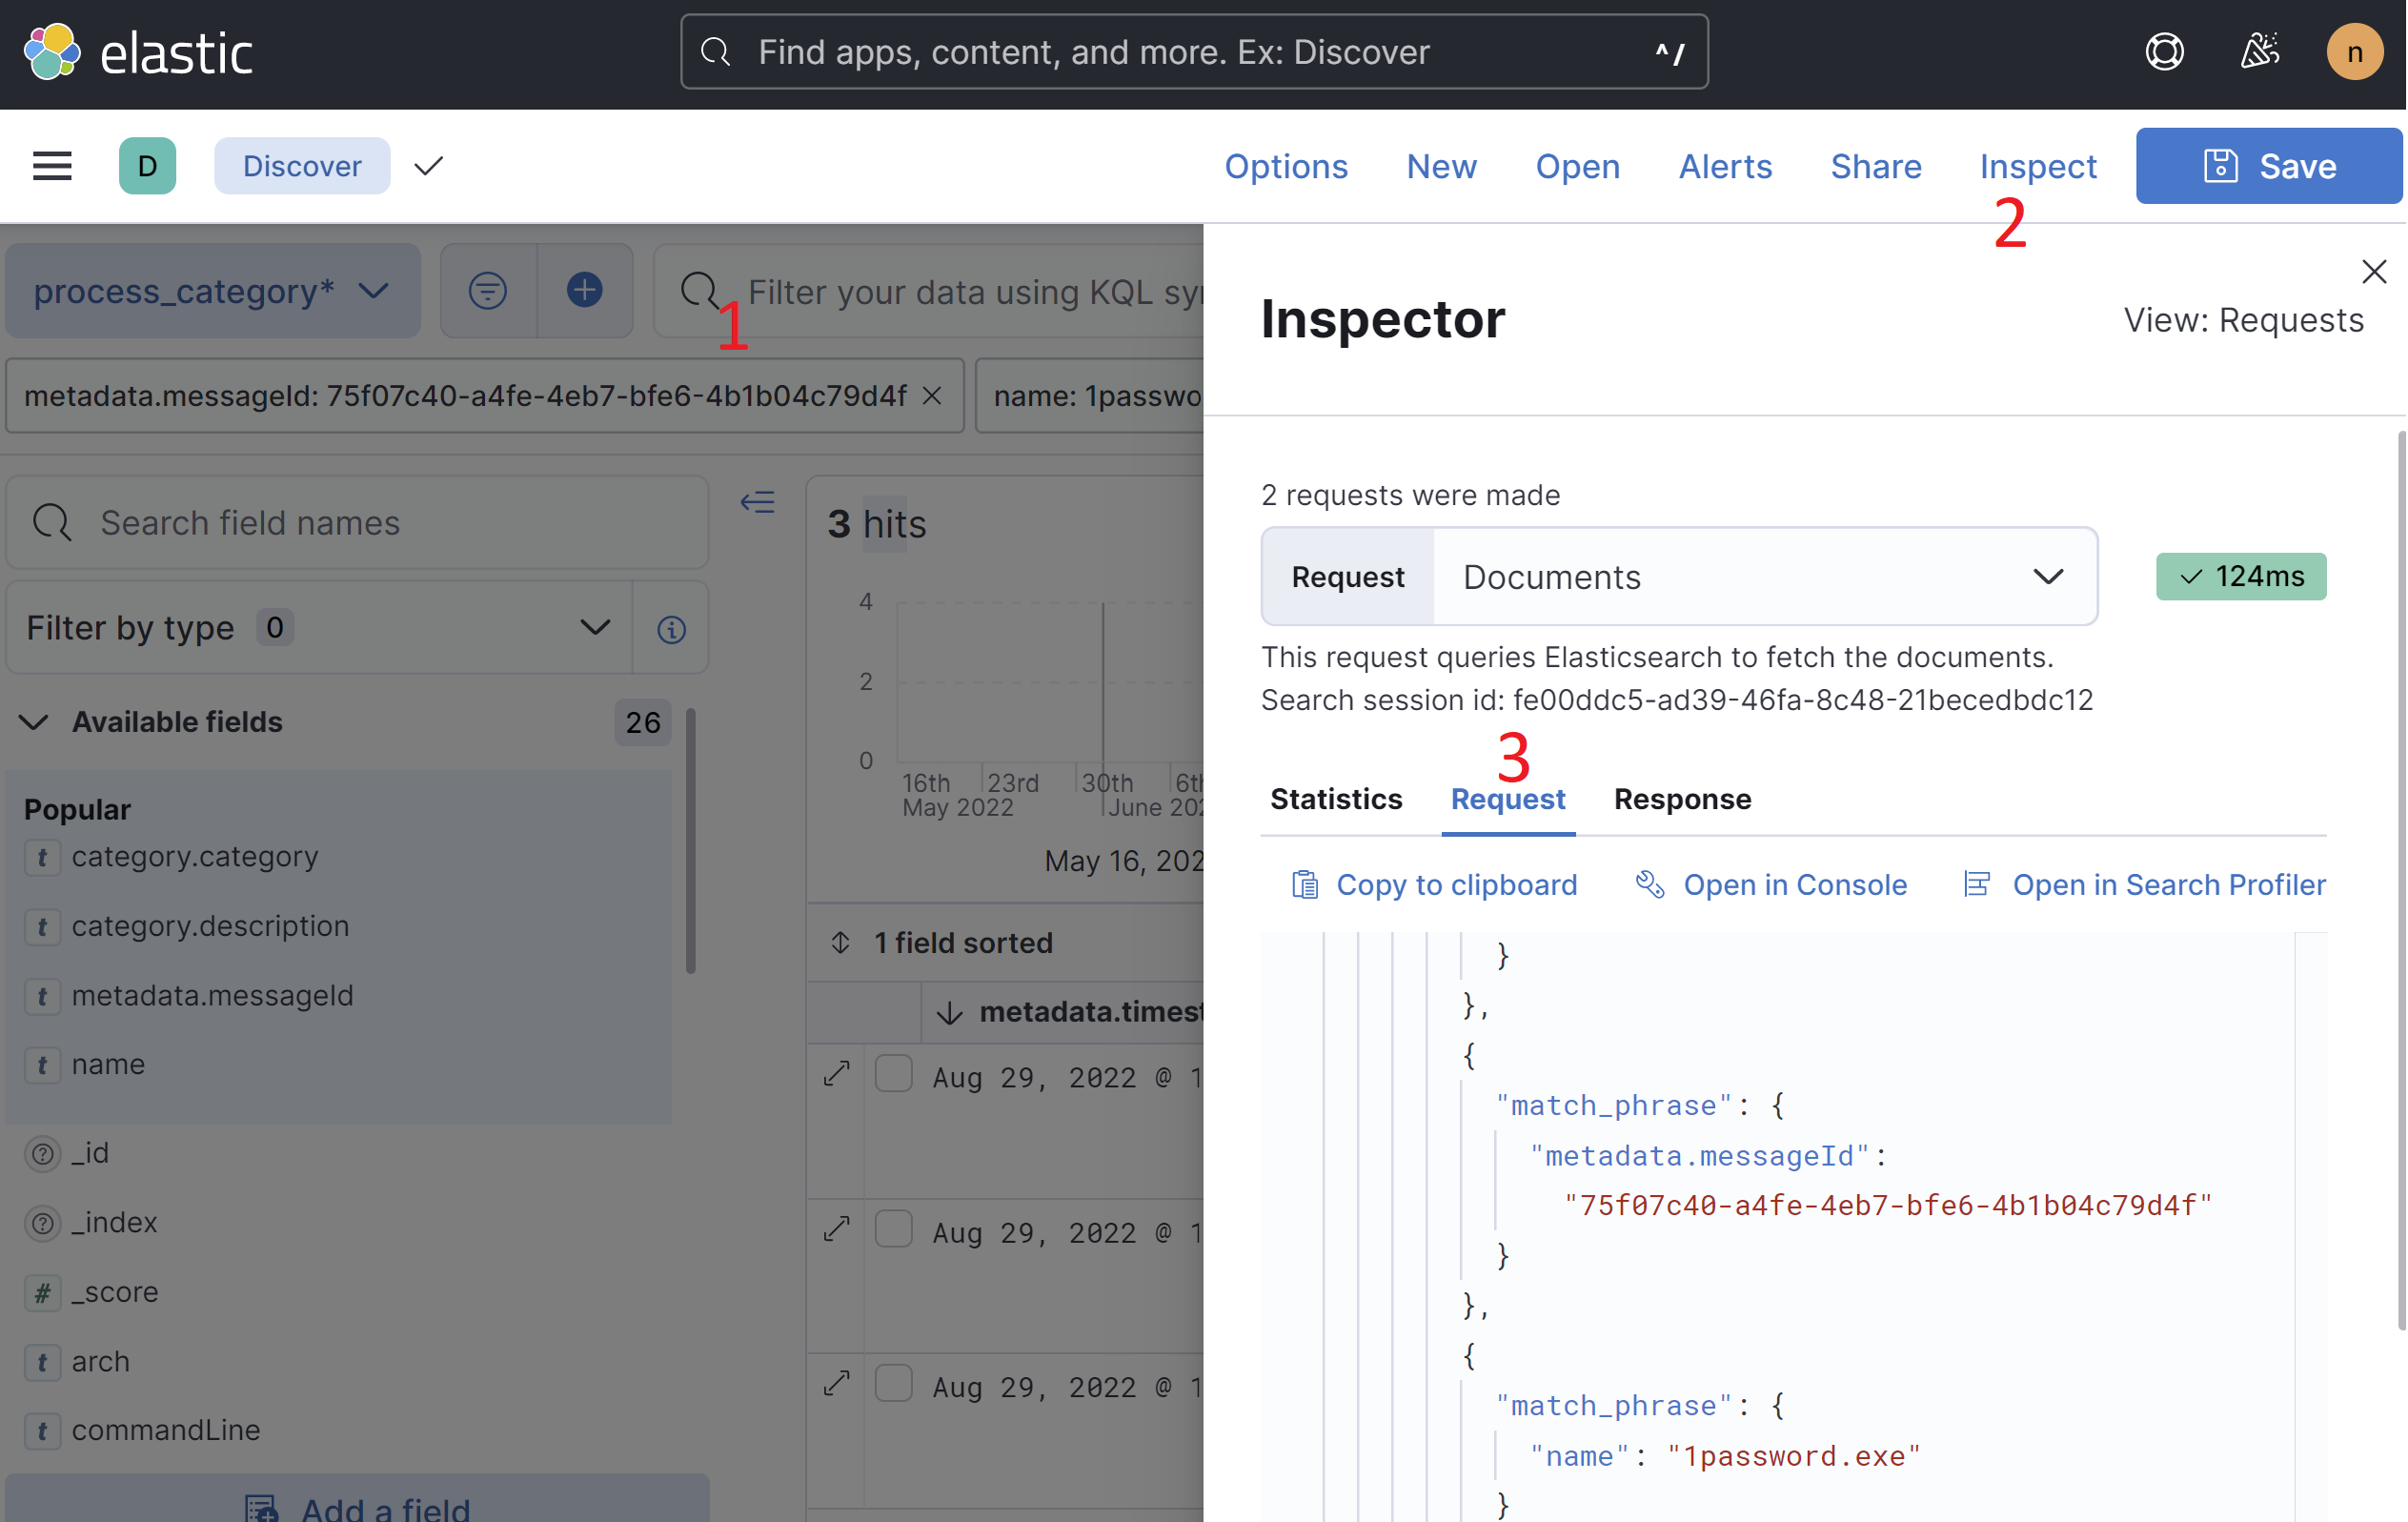 elastic
Find apps, content, and more. Ex: Discover
^ /
n
D
Discover
Options
New
Open
Alerts
Share
Inspect
Save
2
process_category*
Filter your data using KQL
1
metadata.messageId: 75f07c40-a4fe-4eb7-bfe6-4b1b04c79d4f
name: 1passwo
Search field names
Filter by type 0
Available fields 26
Popular
t category.category
t category.description
t metadata.messageId
t name
? _id
? _index
# _score
t arch
t commandLine
Add a field
3 hits
4
2
0
16th
May 2022
23rd
30th
June 202
6t
May 16, 202
1 field sorted
metadata.timest
Aug 29, 2022 @ 1
Aug 29, 2022 @ 1
Aug 29, 2022 @ 1
Inspector
View: Requests
2 requests were made
Request Documents
124ms
This request queries Elasticsearch to fetch the documents.
Search session id: fe00ddc5-ad39-46fa-8c48-21becedbdc12
3
Statistics
Request
Response
Copy to clipboard
Open in Console
Open in Search Profiler
}
},
{
"match_phrase": {
"metadata.messageId":
"75f07c40-a4fe-4eb7-bfe6-4b1b04c79d4f"
}
},
{
"match_phrase": {
"name": "1password.exe"
}